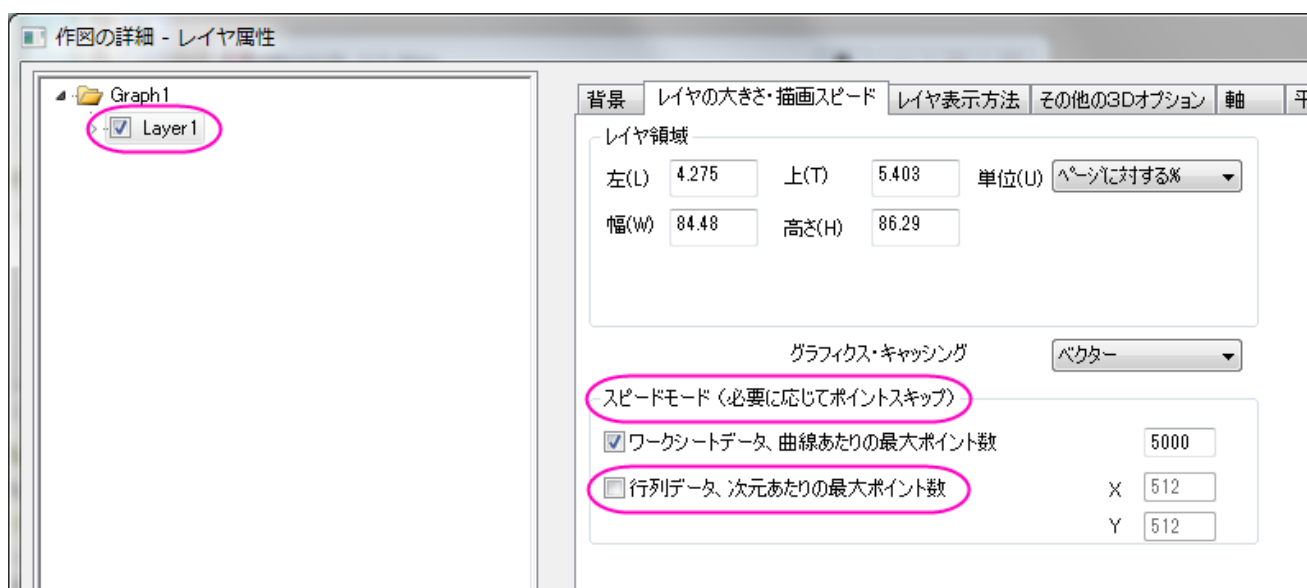 作図の詳細 - レイヤ属性
Graph1
Layer1
背景 レイヤの大きさ・描画スピード レイヤ表示方法 その他の3Dオプション 軸
レイヤ領域
左(L) 4.275 上(T) 5.403 単位(U) ページに対する%
幅(W) 84.48 高さ(H) 86.29
グラフィクス・キャッシング ベクター
スピードモード（必要に応じてポイントスキップ）
ワークシートデータ、曲線あたりの最大ポイント数 5000
行列データ、次元あたりの最大ポイント数 X 512
Y 512